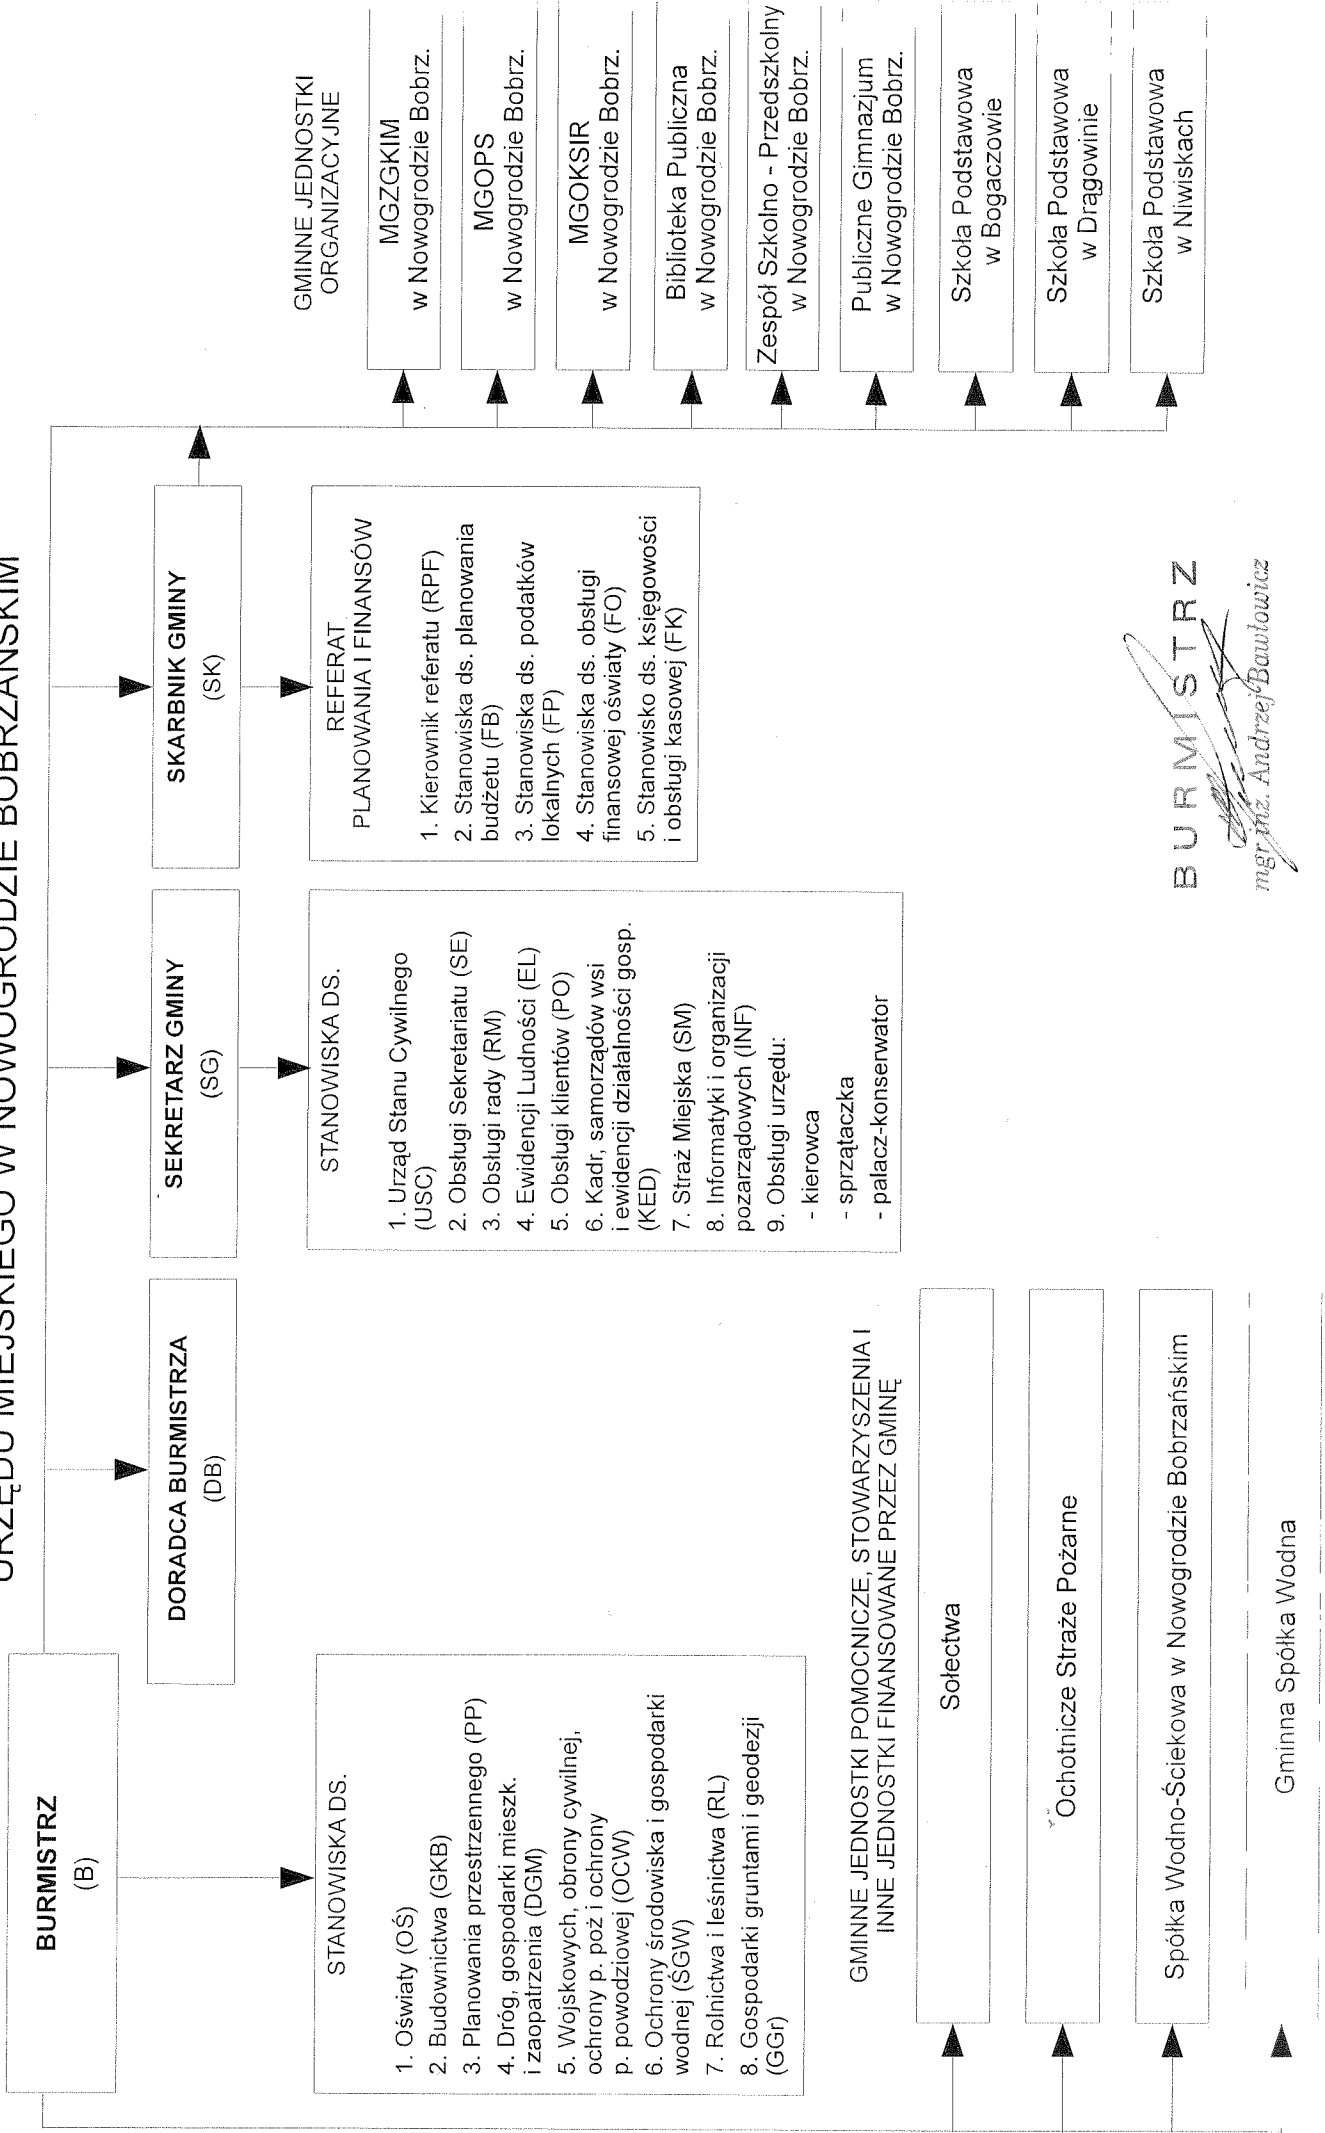 URZĘDU MIEJSKIEGO W NOWOGRODZIE BOBRZAŃSKIM
BURMISTRZ
(B)
DORADCA BURMISTRZA
(DB)
SEKRETARZ GMINY
(SG)
SKARBNIK GMINY
(SK)
STANOWISKA DS.
1. Oświaty (OŚ)
2. Budownictwa (GKB)
3. Planowania przestrzennego (PP)
4. Dróg, gospodarki mieszk.
i zaopatrzenia (DGM)
5. Wojskowych, obrony cywilnej,
ochrony p. poż i ochrony
p. powodziowej (OCW)
6. Ochrony środowiska i gospodarki
wodnej (ŚGW)
7. Rolnictwa i leśnictwa (RL)
8. Gospodarki gruntami i geodezji
(GGr)
STANOWISKA DS.
1. Urząd Stanu Cywilnego
(USC)
2. Obsługi Sekretariatu (SE)
3. Obsługi rady (RM)
4. Ewidencji Ludności (EL)
5. Obsługi klientów (PO)
6. Kadr, samorządów wsi
i ewidencji działalności gosp.
(KED)
7. Straż Miejska (SM)
8. Informatyki i organizacji
pozarządowych (INF)
9. Obsługi urzędu:
- kierowca
- sprzątaczka
- palacz-konserwator
REFERAT
PLANOWANIA I FINANSÓW
1. Kierownik referatu (RPF)
2. Stanowiska ds. planowania
budżetu (FB)
3. Stanowiska ds. podatków
lokalnych (FP)
4. Stanowiska ds. obsługi
finansowej oświaty (FO)
5. Stanowisko ds. księgowości
i obsługi kasowej (FK)
GMINNE JEDNOSTKI
ORGANIZACYJNE
MGZGKIM
w Nowogrodzie Bobrz.
MGOPS
w Nowogrodzie Bobrz.
MGOKSIR
w Nowogrodzie Bobrz.
Biblioteka Publiczna
w Nowogrodzie Bobrz.
Zespół Szkolno - Przedszkolny
w Nowogrodzie Bobrz.
Publiczne Gimnazjum
w Nowogrodzie Bobrz.
Szkoła Podstawowa
w Bogaczowie
Szkoła Podstawowa
w Drągowinie
Szkoła Podstawowa
w Niwiskach
GMINNE JEDNOSTKI POMOCNICZE, STOWARZYSZENIA I
INNE JEDNOSTKI FINANSOWANE PRZEZ GMINĘ
Sołectwa
Ochotnicze Straże Pożarne
Spółka Wodno-Ściekowa w Nowogrodzie Bobrzańskim
Gminna Spółka Wodna
BURMISTRZ
mgr inż. Andrzej Bawłowicz